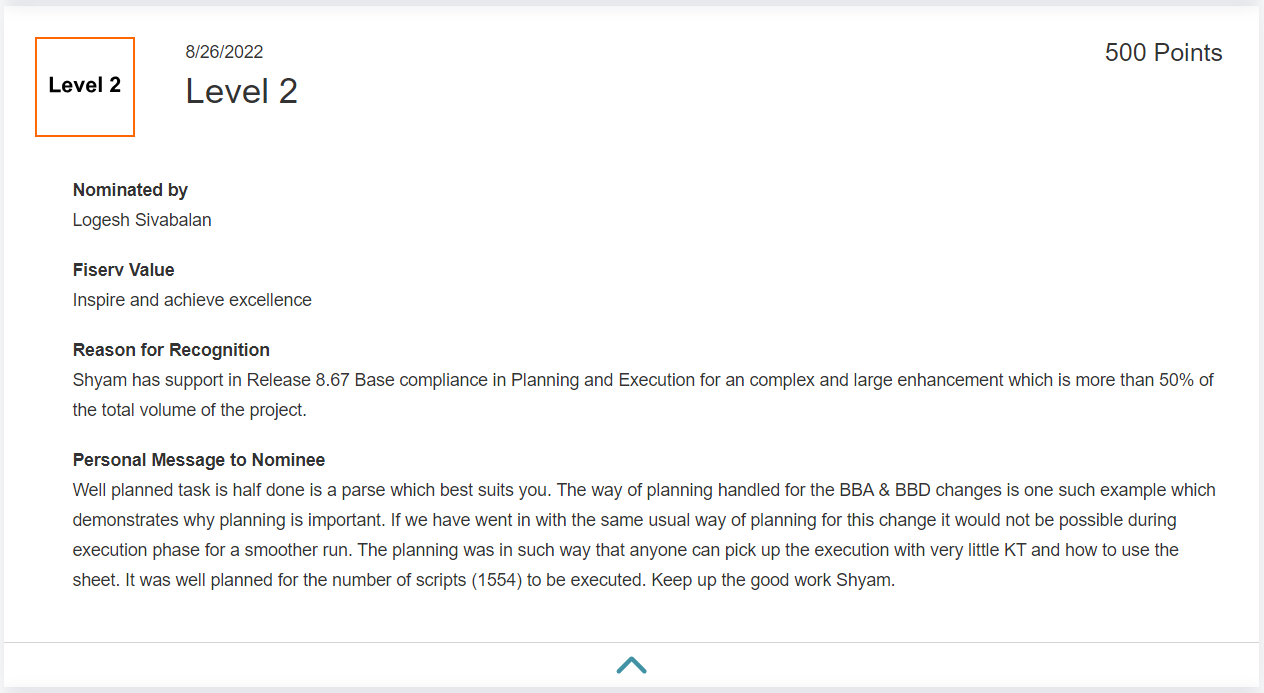 Level 2
8/26/2022
Level 2
500 Points
Nominated by
Logesh Sivabalan
Fiserv Value
Inspire and achieve excellence
Reason for Recognition
Shyam has support in Release 8.67 Base compliance in Planning and Execution for an complex and large enhancement which is more than 50% of
the total volume of the project.
Personal Message to Nominee
Well planned task is half done is a parse which best suits you. The way of planning handled for the BBA & BBD changes is one such example which
demonstrates why planning is important. If we have went in with the same usual way of planning for this change it would not be possible during
execution phase for a smoother run. The planning was in such way that anyone can pick up the execution with very little KT and how to use the
sheet. It was well planned for the number of scripts (1554) to be executed. Keep up the good work Shyam.